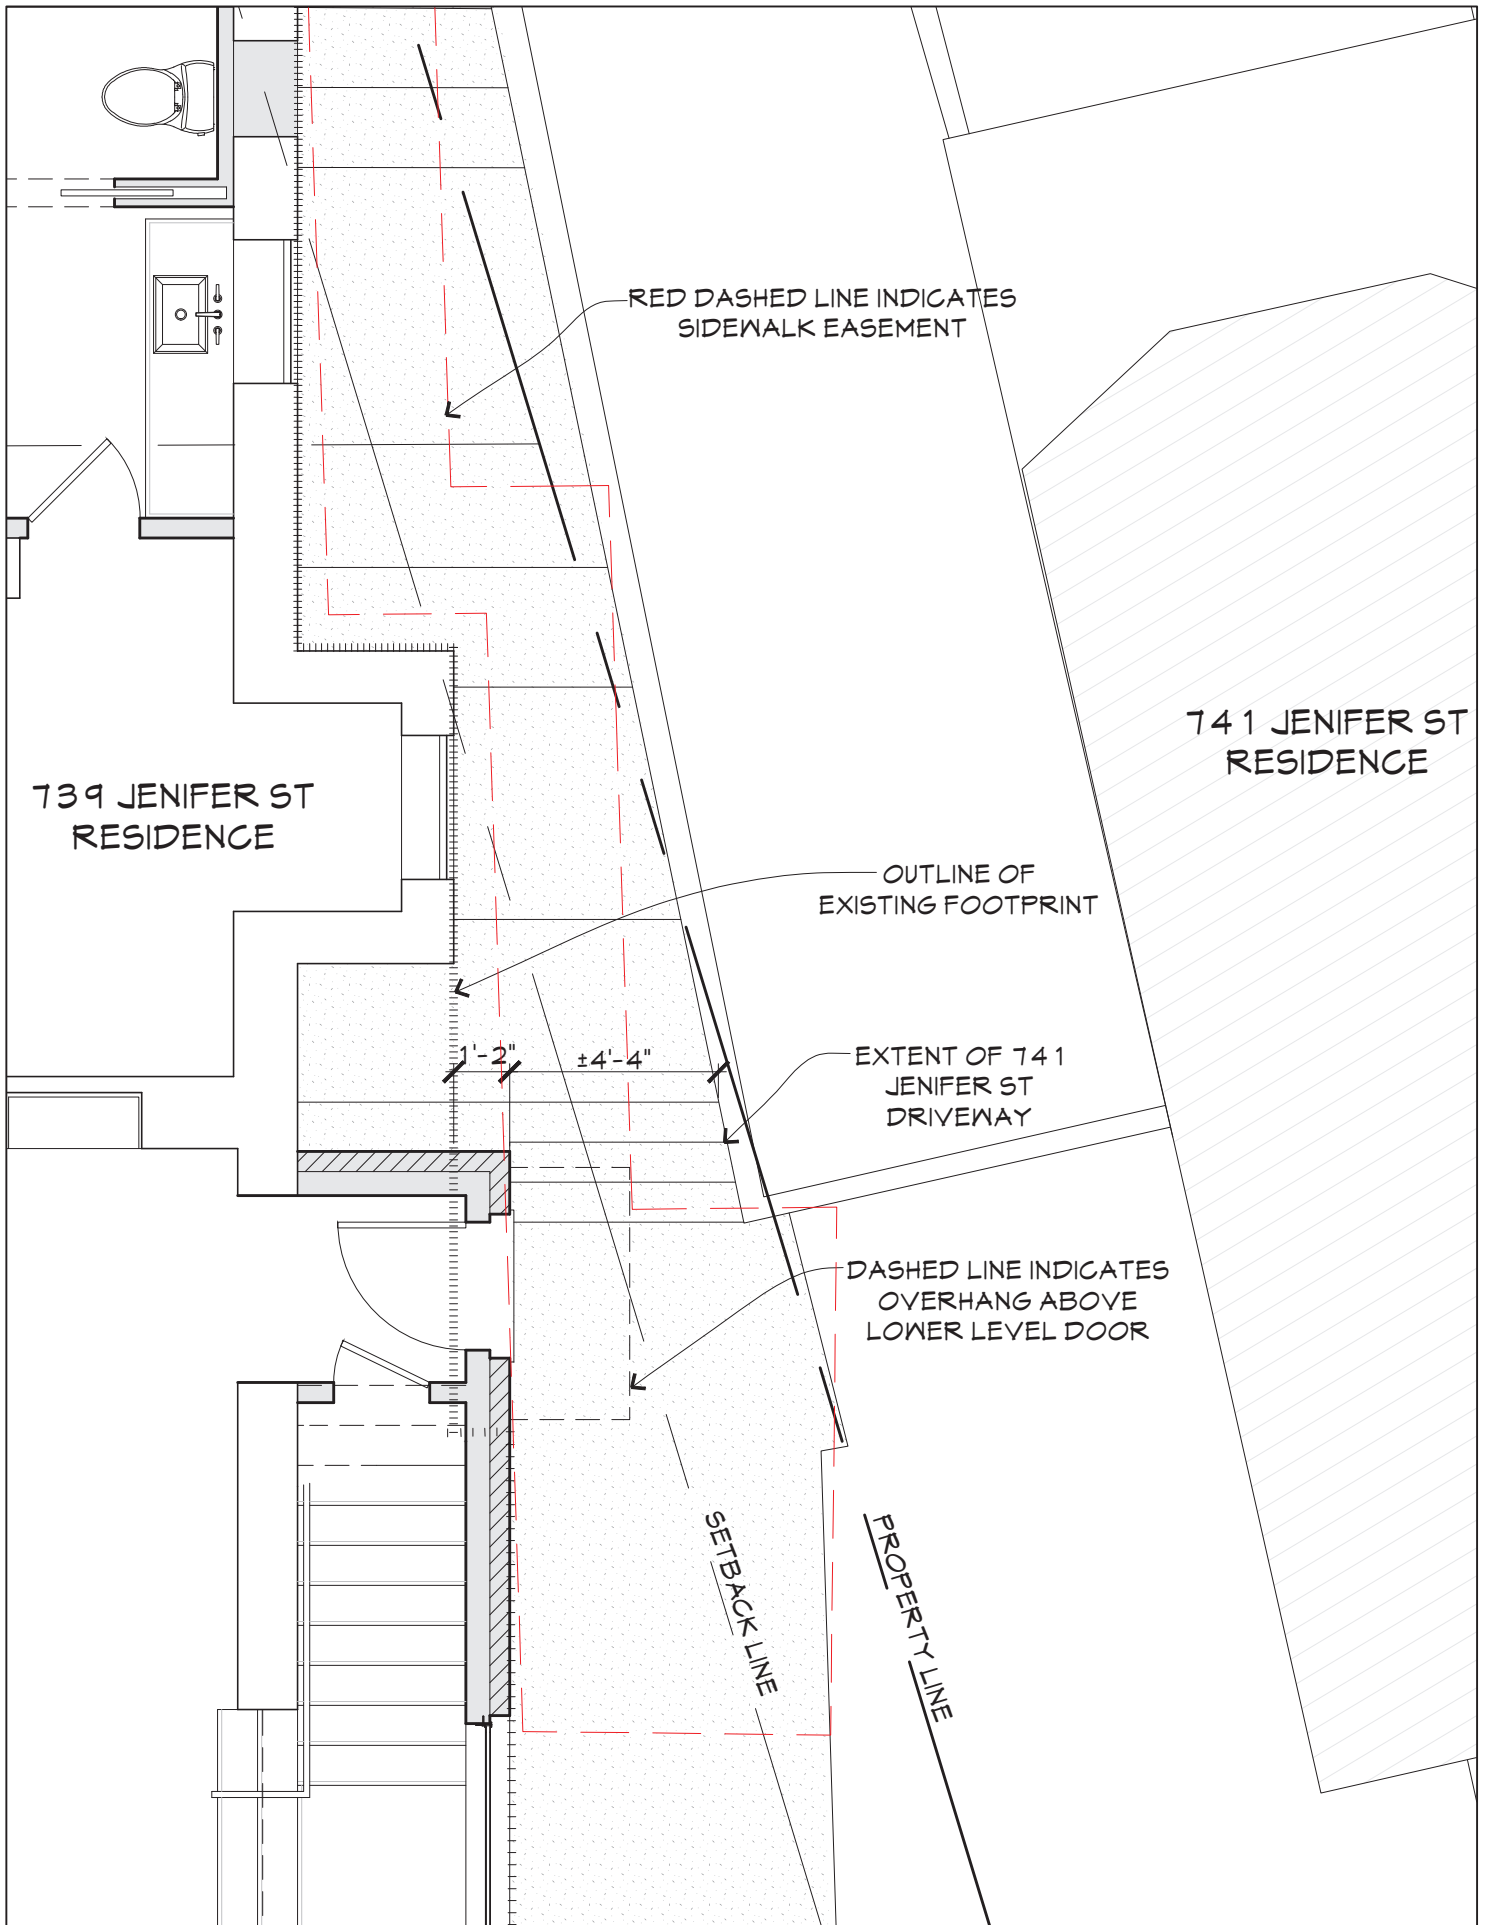 RED DASHED LINE INDICATES
SIDEWALK EASEMENT
741 JENIFER ST
RESIDENCE
739 JENIFER ST
RESIDENCE
OUTLINE OF
EXISTING FOOTPRINT
1'-2"
±4'-4"
EXTENT OF 741
JENIFER ST
DRIVEWAY
DASHED LINE INDICATES
OVERHANG ABOVE
LOWER LEVEL DOOR
SETBACK LINE
PROPERTY LINE